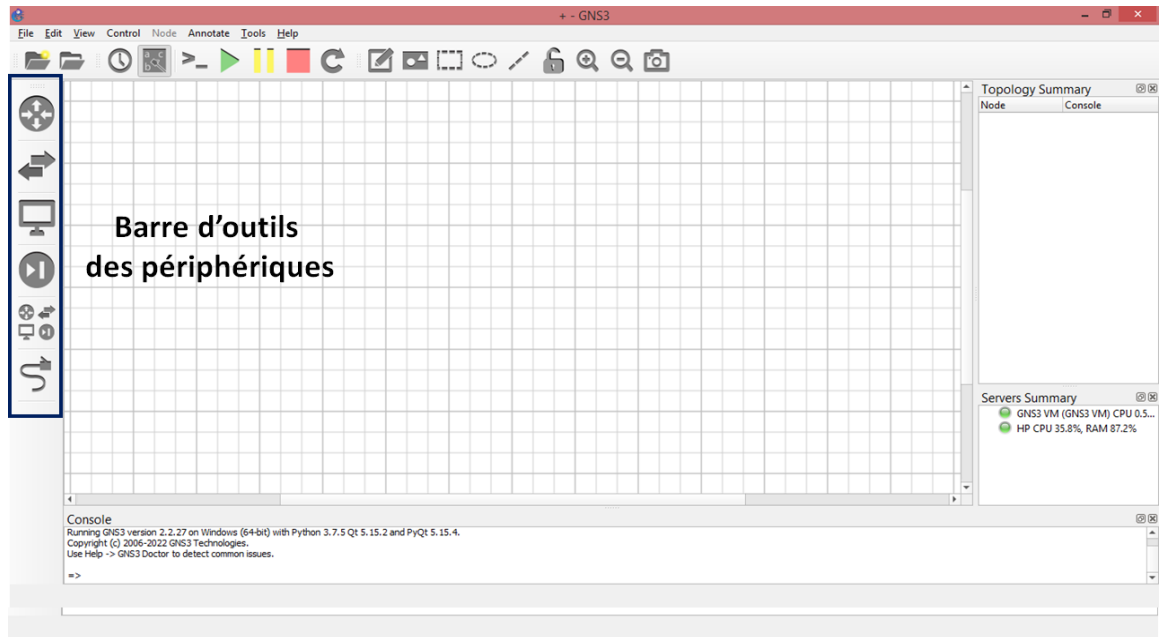 + - GNS3
File Edit View Control Node Annotate Tools Help
Barre d'outils
des périphériques
Topology Summary
Node Console
Servers Summary
GNS3 VM (GNS3 VM) CPU 0.5...
HP CPU 35.8%, RAM 87.2%
Console
Running GNS3 version 2.2.27 on Windows (64-bit) with Python 3.7.5 Qt 5.15.2 and PyQt 5.15.4.
Copyright (c) 2006-2022 GNS3 Technologies.
Use Help -> GNS3 Doctor to detect common issues.
=>